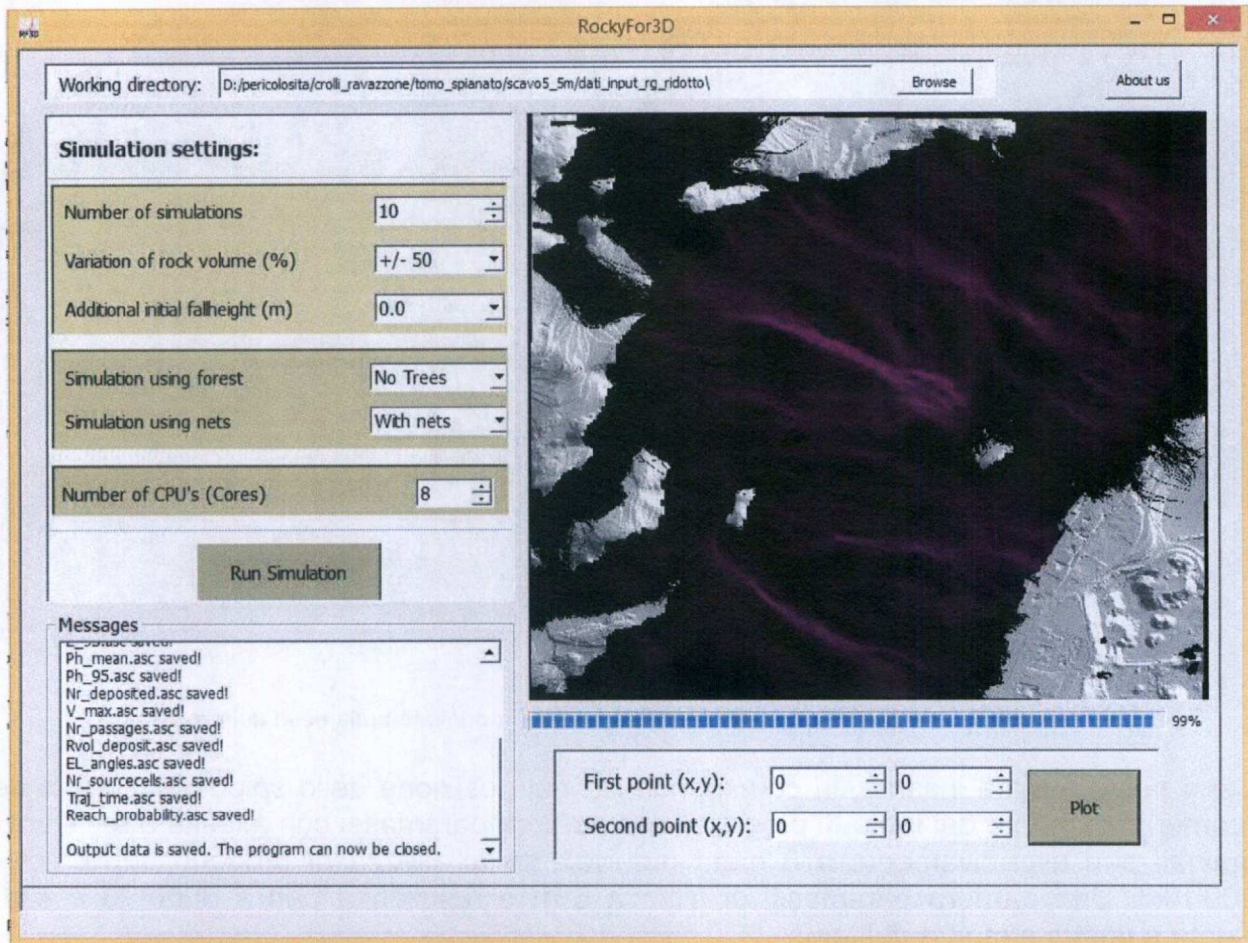 RockyFor3D
Working directory: D:/pericolosita/crolli_ravazzone/tomo_spianato/scavo5_5m/dati_input_rg_ridotto\ Browse About us
Simulation settings:
Number of simulations 10
Variation of rock volume (%) +/- 50
Additional initial fallheight (m) 0.0
Simulation using forest No Trees
Simulation using nets With nets
Number of CPU's (Cores) 8
Run Simulation
Messages
E_95.asc saved!
Ph_mean.asc saved!
Ph_95.asc saved!
Nr_deposited.asc saved!
V_max.asc saved!
Nr_passages.asc saved!
Rvol_deposit.asc saved!
EL_angles.asc saved!
Nr_sourcecells.asc saved!
Traj_time.asc saved!
Reach_probability.asc saved!
Output data is saved. The program can now be closed.
99%
First point (x,y): 0 0
Second point (x,y): 0 0
Plot